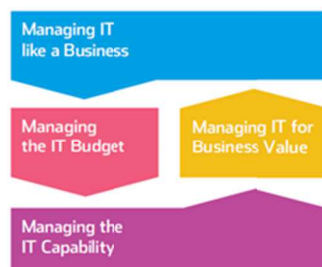 Managing IT
like a Business
Managing
the IT Budget
Managing IT for
Business Value
Managing the
IT Capability